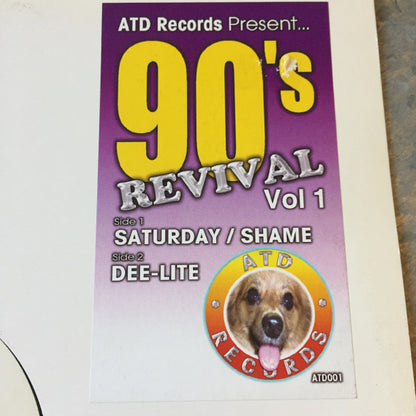 ATD Records Present...
90's
REVIVAL
Vol 1
Side 1
SATURDAY / SHAME
Side 2
DEE-LITE
ATD
RECORDS
ATD001